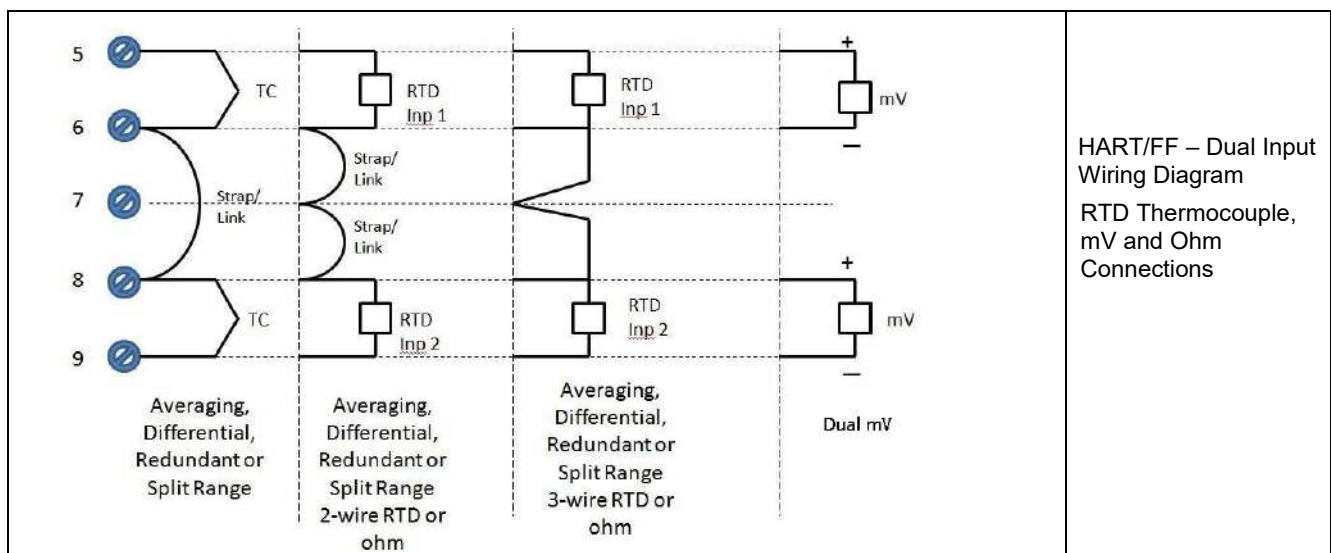 5
TC
RTD
Inp 1
RTD
Inp 1
+
mV
—
6
Strap/
Link
7
Strap/
Link
Strap/
Link
8
TC
RTD
Inp 2
RTD
Inp 2
+
mV
—
9
Averaging,
Differential,
Redundant or
Split Range
Averaging,
Differential,
Redundant or
Split Range
2-wire RTD or
ohm
Averaging,
Differential,
Redundant or
Split Range
3-wire RTD or
ohm
Dual mV
HART/FF – Dual Input
Wiring Diagram
RTD Thermocouple,
mV and Ohm
Connections